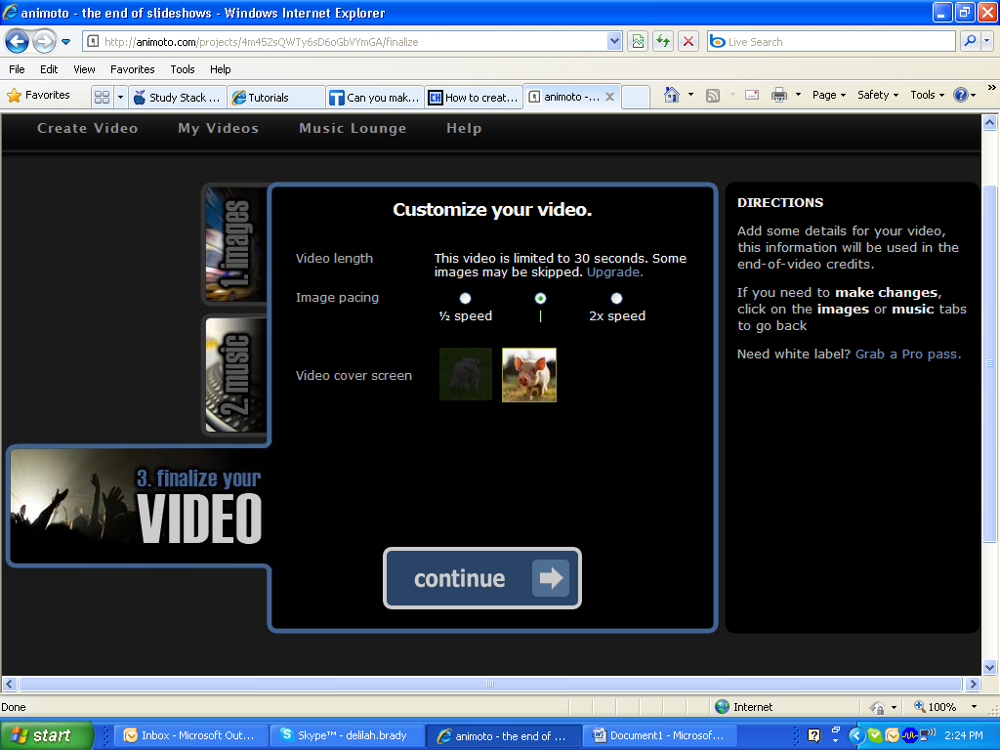 animoto - the end of slideshows - Windows Internet Explorer
http://animoto.com/projects/4m452sQWTy6sD6oGbVYmGA/finalize
Live Search
File Edit View Favorites Tools Help
Favorites
Study Stack ...
Tutorials
Can you mak...
How to creat...
animoto -...
Page
Safety
Tools
Create Video My Videos Music Lounge Help
1. images
2. music
3. finalize your
VIDEO
Customize your video.
Video length
This video is limited to 30 seconds. Some
images may be skipped. Upgrade.
Image pacing
½ speed | 2x speed
Video cover screen
continue
DIRECTIONS
Add some details for your video,
this information will be used in the
end-of-video credits.
If you need to make changes,
click on the images or music tabs
to go back
Need white label? Grab a Pro pass.
Done
Internet
100%
start
Inbox - Microsoft Out...
Skype™ - delilah.brady
animoto - the end of ...
Document1 - Microsof...
2:24 PM